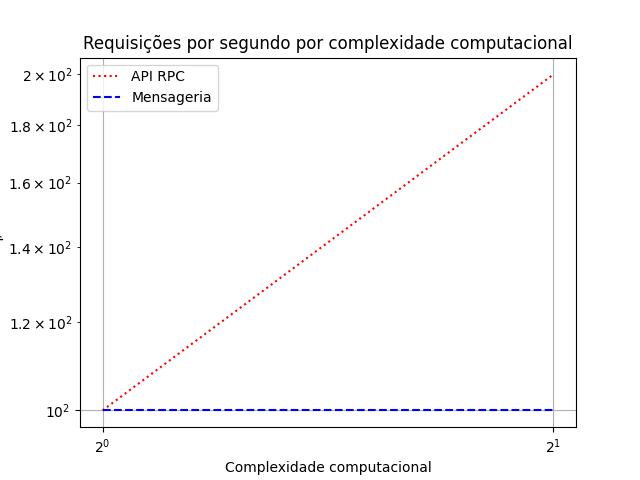 Requisições por segundo por complexidade computacional
API RPC
Mensageria
2 × 10²
1.8 × 10²
1.6 × 10²
1.4 × 10²
1.2 × 10²
10²
2⁰ 2¹
Complexidade computacional